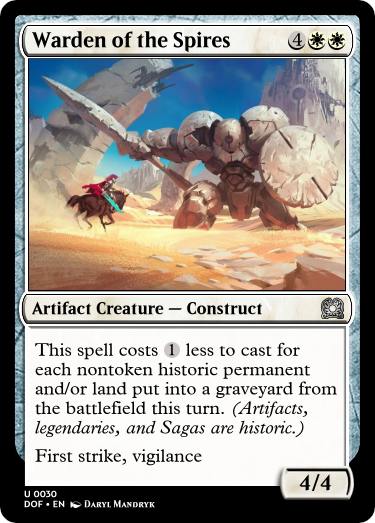 Warden of the Spires 4
Artifact Creature — Construct
This spell costs 1 less to cast for
each nontoken historic permanent
and/or land put into a graveyard from
the battlefield this turn. (Artifacts,
legendaries, and Sagas are historic.)
First strike, vigilance
4/4
U 0030
DOF • EN Daryl Mandryk